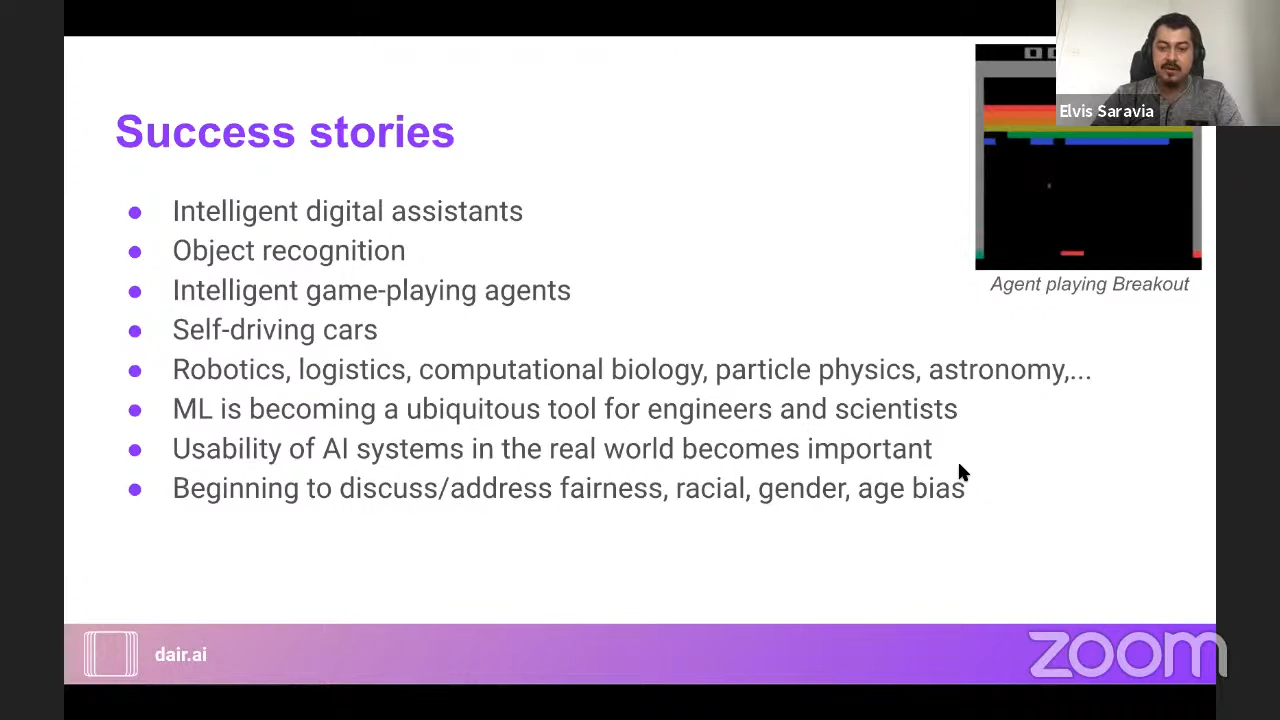 Success stories
Intelligent digital assistants
Object recognition
Intelligent game-playing agents
Self-driving cars
Robotics, logistics, computational biology, particle physics, astronomy,...
ML is becoming a ubiquitous tool for engineers and scientists
Usability of AI systems in the real world becomes important
Beginning to discuss/address fairness, racial, gender, age bias
Elvis Saravia
Agent playing Breakout
dair.ai
zoom